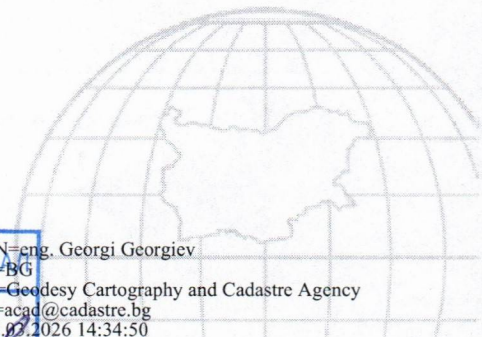 N=eng. Georgi Georgiev
=BG
=Geodesy Cartography and Cadastre Agency
=acad@cadastre.bg
.03.2026 14:34:50